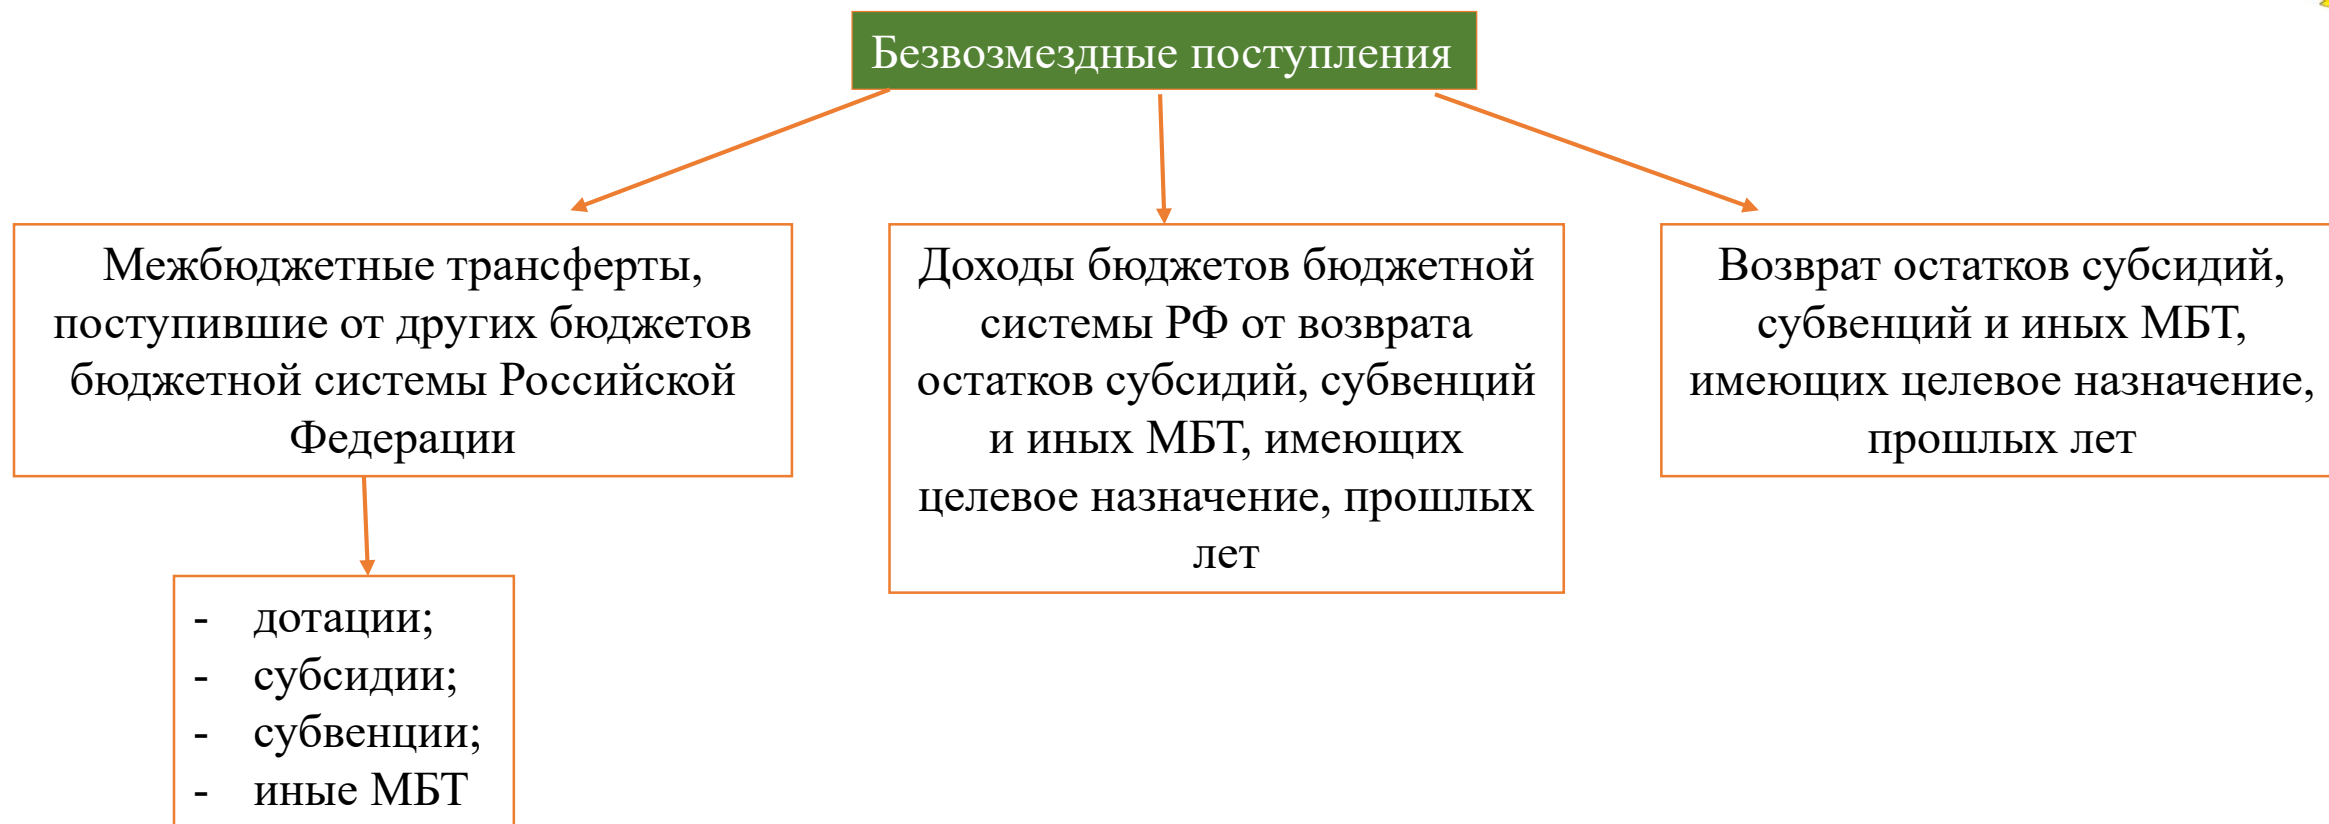 Безвозмездные поступления
Межбюджетные трансферты,
поступившие от других бюджетов
бюджетной системы Российской
Федерации
Доходы бюджетов бюджетной
системы РФ от возврата
остатков субсидий, субвенций
и иных МБТ, имеющих
целевое назначение, прошлых
лет
Возврат остатков субсидий,
субвенций и иных МБТ,
имеющих целевое назначение,
прошлых лет
- дотации;
- субсидии;
- субвенции;
- иные МБТ